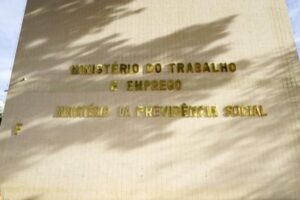 MINISTÉRIO DO TRABALHO
E EMPREGO
MINISTÉRIO DA PREVIDÊNCIA SOCIAL
F